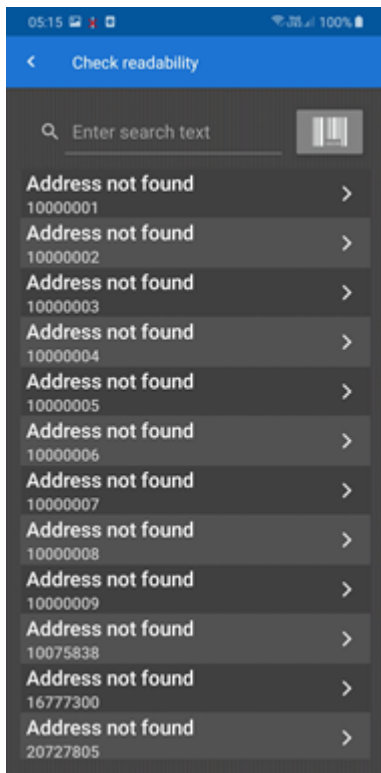 05:15 100%
Check readability
Enter search text
Address not found
10000001
Address not found
10000002
Address not found
10000003
Address not found
10000004
Address not found
10000005
Address not found
10000006
Address not found
10000007
Address not found
10000008
Address not found
10000009
Address not found
10075838
Address not found
16777300
Address not found
20727805